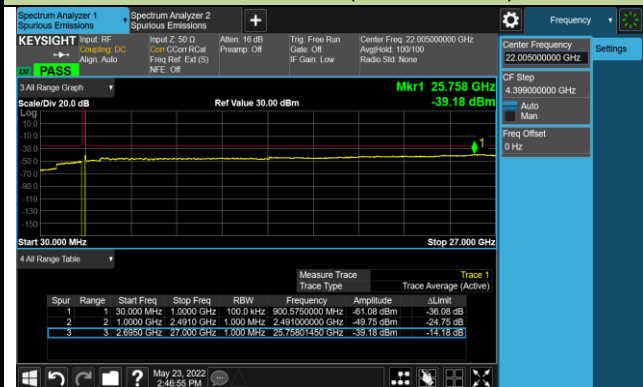 Spectrum Analyzer 1
Spurious Emissions
Spectrum Analyzer 2
Spurious Emissions
+
Frequency
KEYSIGHT
Input: RF
Coupling: DC
Align: Auto
Input Z: 50 Ω
Corr CCorr RCal
Freq Ref: Ext (S)
NFE: Off
Atten: 16 dB
Preamp: Off
Trig: Free Run
Gate: Off
IF Gain: Low
Center Freq: 22.005000000 GHz
Avg|Hold: 100/100
Radio Std: None
PASS
Center Frequency
22.005000000 GHz
Settings
CF Step
4.399000000 GHz
Auto
Man
Freq Offset
0 Hz
3 All Range Graph
Mkr1 25.758 GHz
Scale/Div 20.0 dB
Ref Value 30.00 dBm
-39.18 dBm
Log
10.0
-10.0
-30.0
-50.0
-70.0
-90.0
-110
-130
-150
1
Start 30.000 MHz
Stop 27.000 GHz
4 All Range Table
Measure Trace Trace 1
Trace Type Trace Average (Active)
Spur Range Start Freq Stop Freq RBW Frequency Amplitude ΔLimit
1 1 30.000 MHz 1.0000 GHz 100.0 kHz 900.5750000 MHz -61.08 dBm -36.08 dB
2 2 1.0000 GHz 2.4910 GHz 1.000 MHz 2.491000000 GHz -49.75 dBm -24.75 dB
3 3 2.6950 GHz 27.000 GHz 1.000 MHz 25.75801450 GHz -39.18 dBm -14.18 dB
May 23, 2022
2:46:55 PM